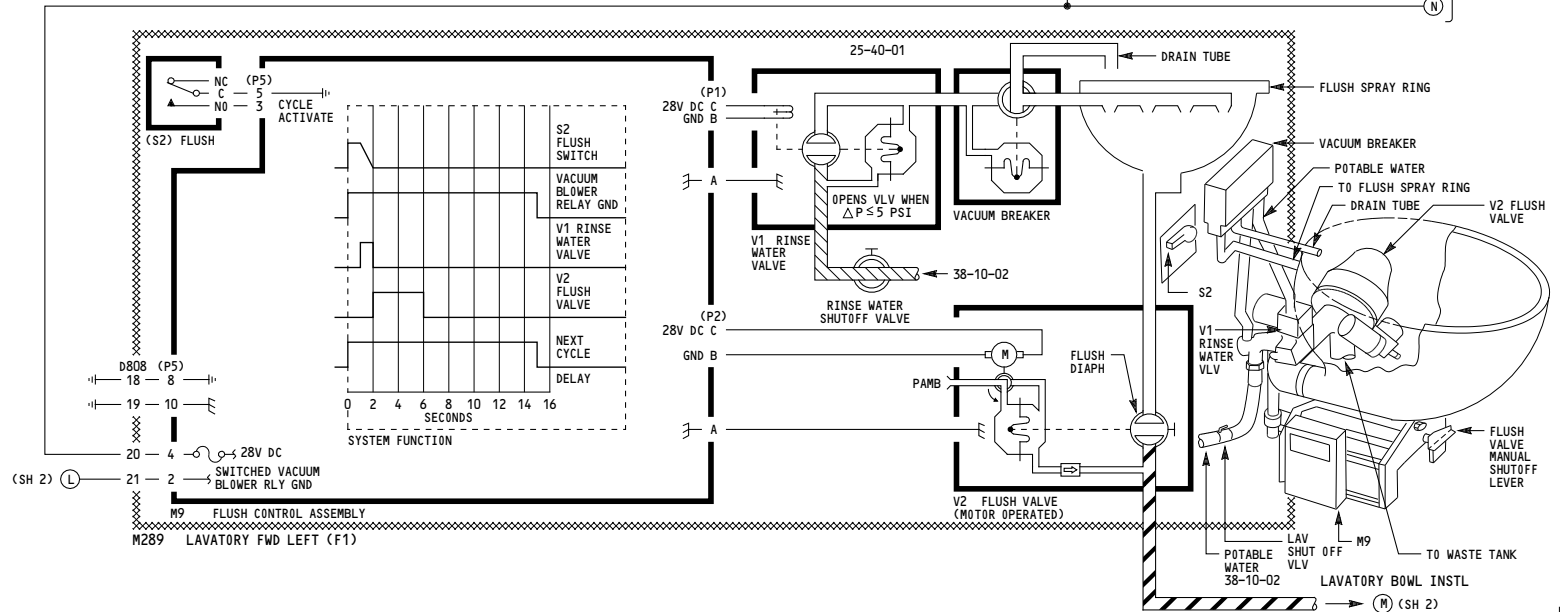 N
25-40-01
DRAIN TUBE
NC (P5)
C 5
NO 3
CYCLE
ACTIVATE
(S2) FLUSH
S2
FLUSH
SWITCH
VACUUM
BLOWER
RELAY GND
V1 RINSE
WATER
VALVE
V2
FLUSH
VALVE
NEXT
CYCLE
DELAY
0 2 4 6 8 10 12 14 16
SECONDS
SYSTEM FUNCTION
(P1)
28V DC C
GND B
A
OPENS VLV WHEN
△ P ≤ 5 PSI
V1 RINSE
WATER
VALVE
VACUUM BREAKER
38-10-02
RINSE WATER
SHUTOFF VALVE
FLUSH SPRAY RING
VACUUM BREAKER
POTABLE WATER
TO FLUSH SPRAY RING
DRAIN TUBE
V2 FLUSH
VALVE
S2
V1
RINSE
WATER
VLV
(P2)
28V DC C
GND B
A
M
PAMB
FLUSH
DIAPH
V2 FLUSH VALVE
(MOTOR OPERATED)
D808 (P5)
18 8
19 10
20 4 28V DC
(SH 2) L 21 2 SWITCHED VACUUM
BLOWER RLY GND
M9 FLUSH CONTROL ASSEMBLY
M289 LAVATORY FWD LEFT (F1)
FLUSH
VALVE
MANUAL
SHUTOFF
LEVER
POTABLE
WATER
38-10-02
LAV
SHUT OFF
VLV
M9
TO WASTE TANK
LAVATORY BOWL INSTL
M (SH 2)